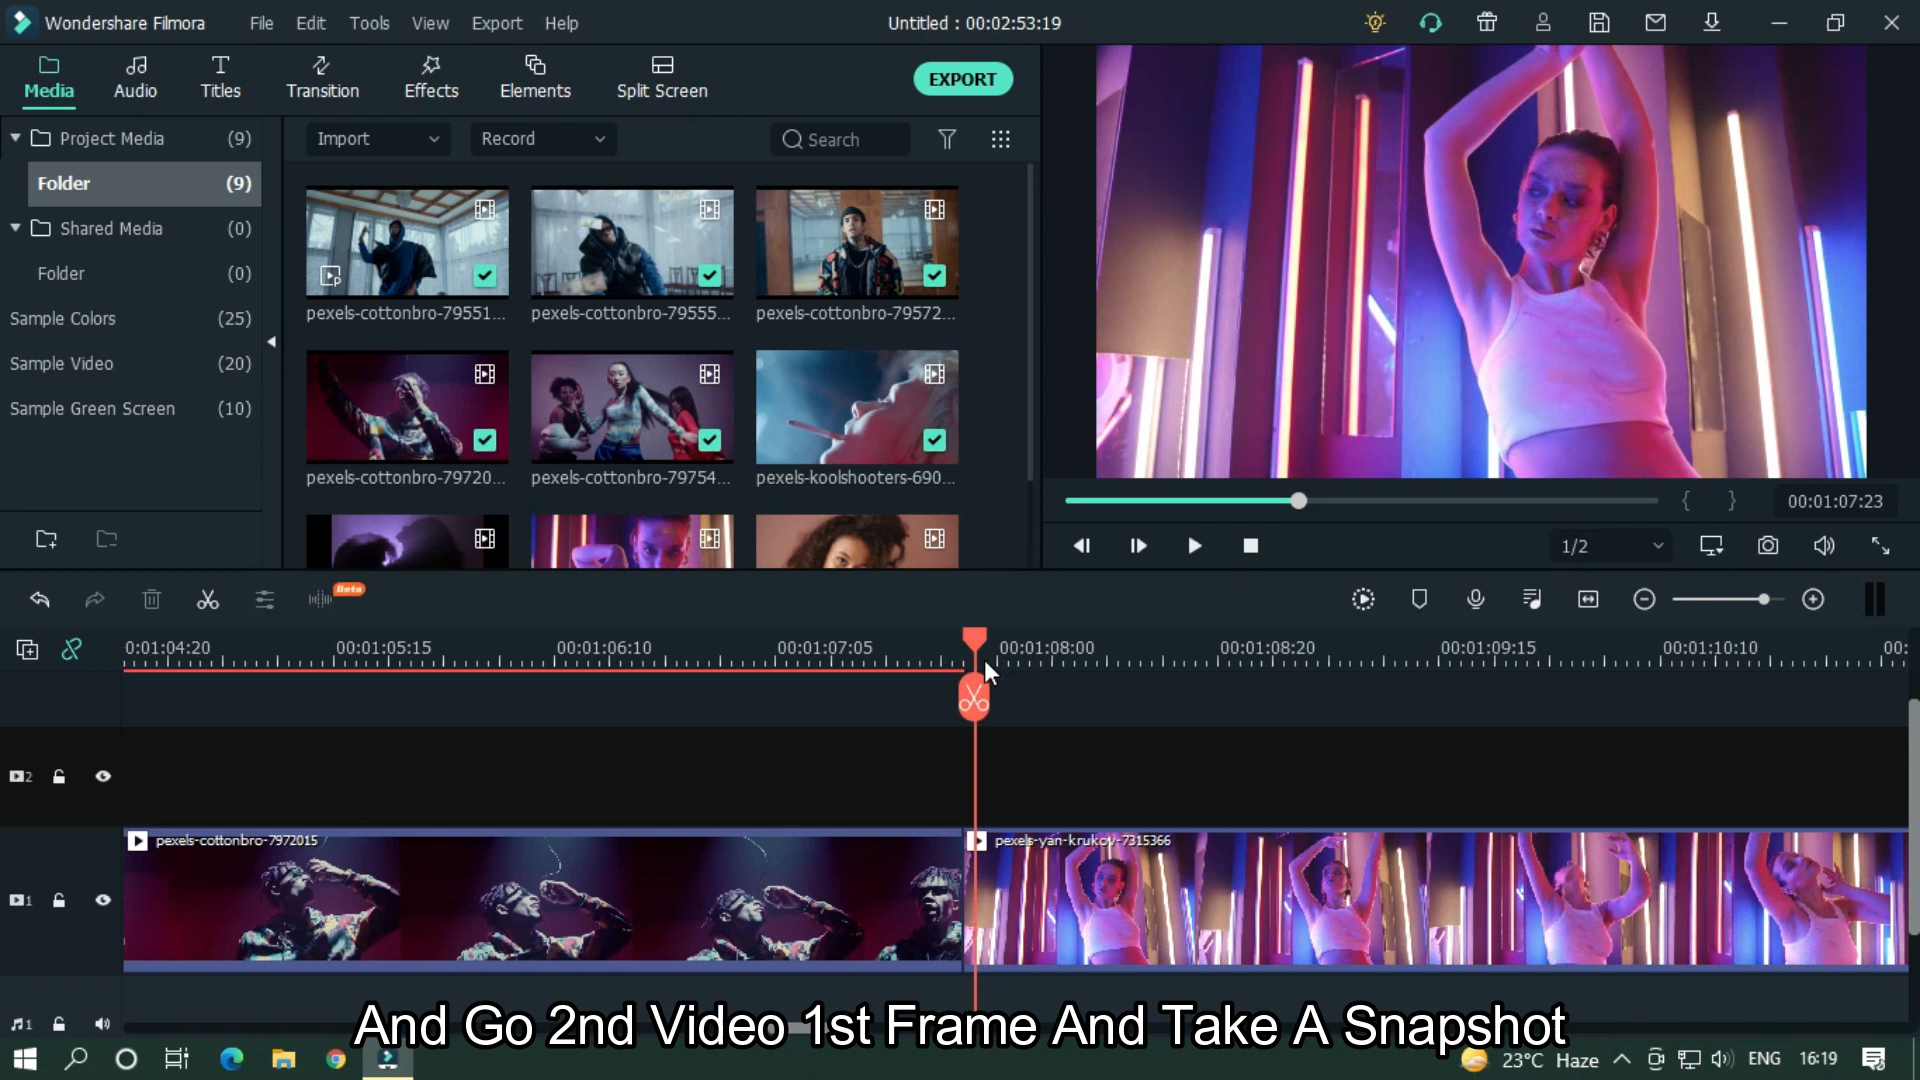 Wondershare Filmora File Edit Tools View Export Help Untitled : 00:02:53:19
Media Audio Titles Transition Effects Elements Split Screen EXPORT
Project Media (9)
Folder (9)
Shared Media (0)
Folder (0)
Sample Colors (25)
Sample Video (20)
Sample Green Screen (10)
Import Record Search
pexels-cottonbro-79551... pexels-cottonbro-79555... pexels-cottonbro-79572...
pexels-cottonbro-79720... pexels-cottonbro-79754... pexels-koolshooters-690...
{ } 00:01:07:23
1/2
Beta
0:01:04:20 00:01:05:15 00:01:06:10 00:01:07:05 00:01:08:00 00:01:08:20 00:01:09:15 00:01:10:10 00:
2
pexels-cottonbro-7972015 pexels-yan-krukov-7315366
1
1
And Go 2nd Video 1st Frame And Take A Snapshot
23°C Haze ENG 16:19